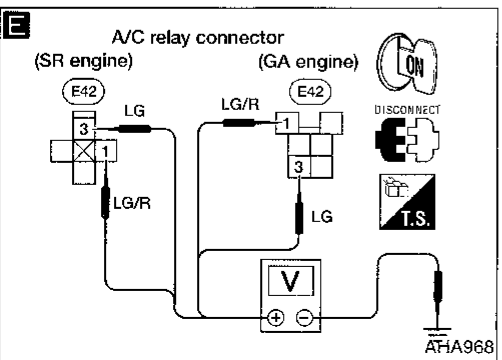 E
A/C relay connector
(SR engine)
(GA engine)
ON
E42
LG
LG/R
E42
DISCONNECT
3
1
1
3
LG/R
LG
T.S.
V
+ −
AHA968